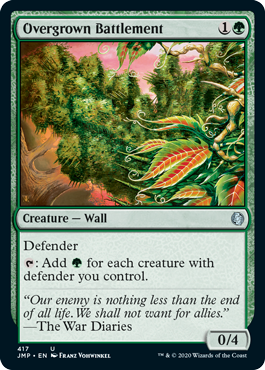 Overgrown Battlement 1
Creature — Wall
Defender
: Add for each creature with
defender you control.
“Our enemy is nothing less than the end
of all life. We shall not want for allies.”
—The War Diaries
0/4
417 U
JMP • EN Franz Vohwinkel ™ & © 2020 Wizards of the Coast